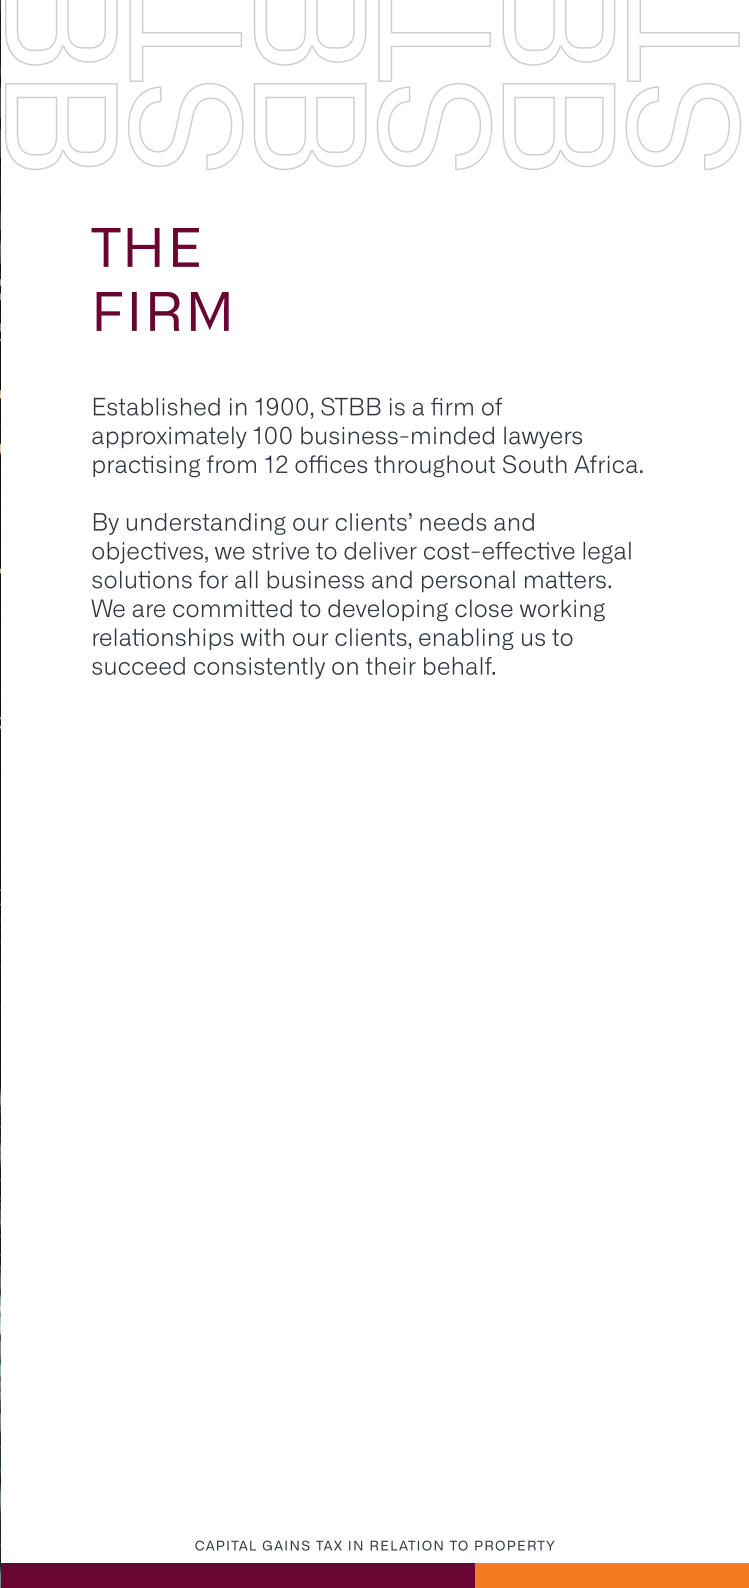 STBB
THE
FIRM
Established in 1900, STBB is a firm of
approximately 100 business-minded lawyers
practising from 12 offices throughout South Africa.
By understanding our clients’ needs and
objectives, we strive to deliver cost-effective legal
solutions for all business and personal matters.
We are committed to developing close working
relationships with our clients, enabling us to
succeed consistently on their behalf.
CAPITAL GAINS TAX IN RELATION TO PROPERTY